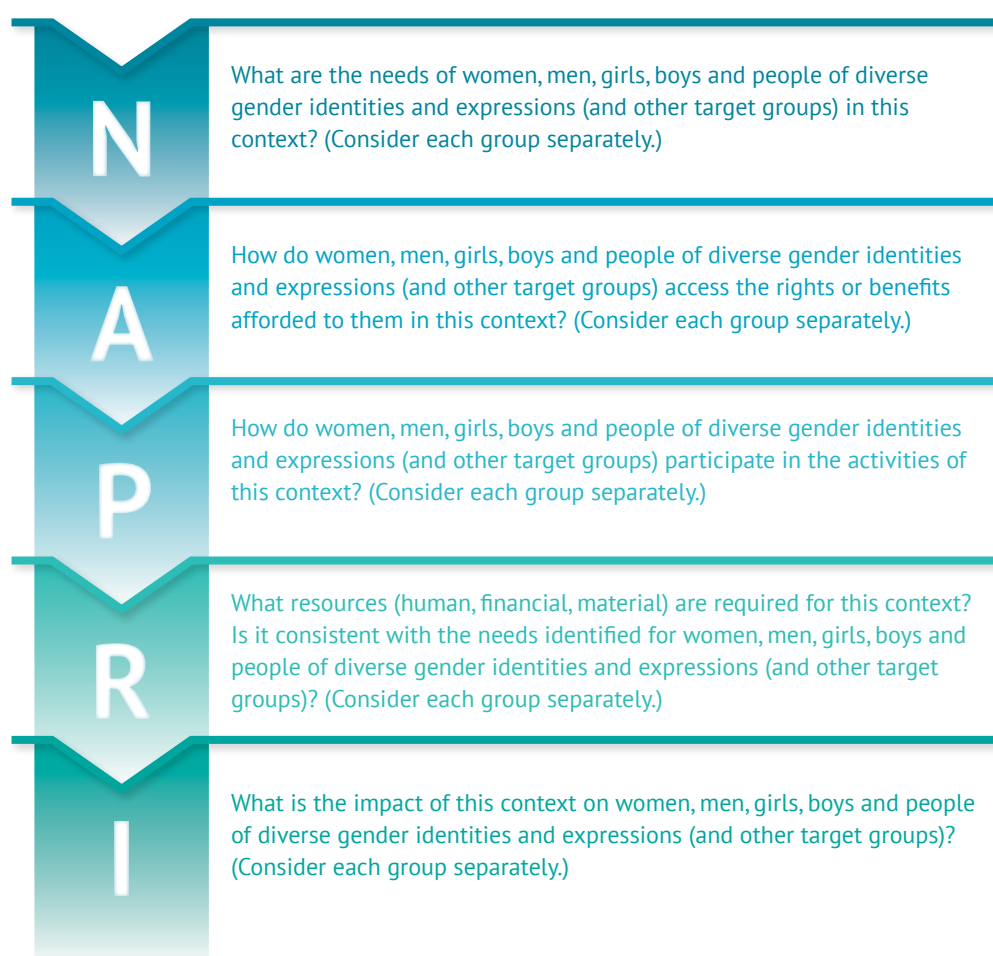 N
What are the needs of women, men, girls, boys and people of diverse
gender identities and expressions (and other target groups) in this
context? (Consider each group separately.)
A
How do women, men, girls, boys and people of diverse gender identities
and expressions (and other target groups) access the rights or benefits
afforded to them in this context? (Consider each group separately.)
P
How do women, men, girls, boys and people of diverse gender identities
and expressions (and other target groups) participate in the activities of
this context? (Consider each group separately.)
R
What resources (human, financial, material) are required for this context?
Is it consistent with the needs identified for women, men, girls, boys and
people of diverse gender identities and expressions (and other target
groups)? (Consider each group separately.)
I
What is the impact of this context on women, men, girls, boys and people
of diverse gender identities and expressions (and other target groups)?
(Consider each group separately.)